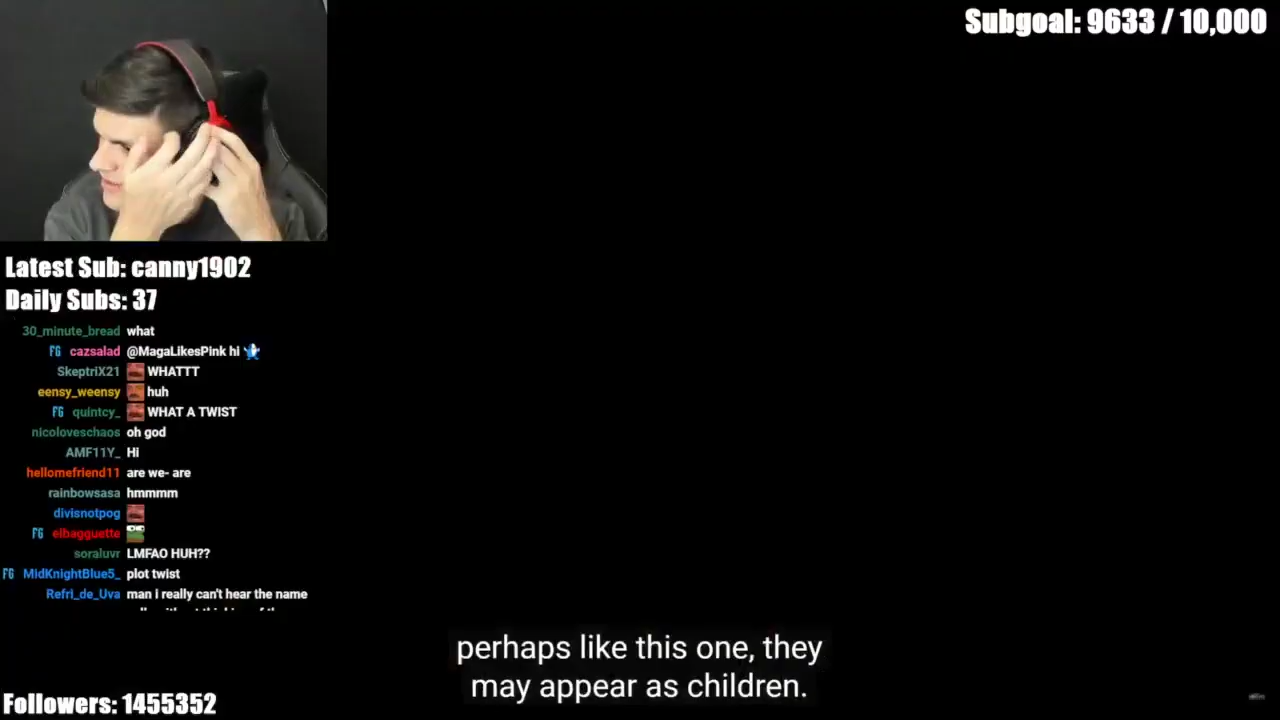 Subgoal: 9633 / 10,000
Latest Sub: canny1902
Daily Subs: 37
30_minute_bread what
FG cazsalad @MagaLikesPink hi
SkeptriX21 WHATTT
eensy_weensy huh
FG quintcy_ WHAT A TWIST
nicoloveschaos oh god
AMF11Y_ Hi
hellomefriend11 are we- are
rainbowsasa hmmmm
divisnotpog
FG elbagguette
soraluvr LMFAO HUH??
FG MidKnightBlue5_ plot twist
Refri_de_Uva man i really can't hear the name
perhaps like this one, they
may appear as children.
Followers: 1455352